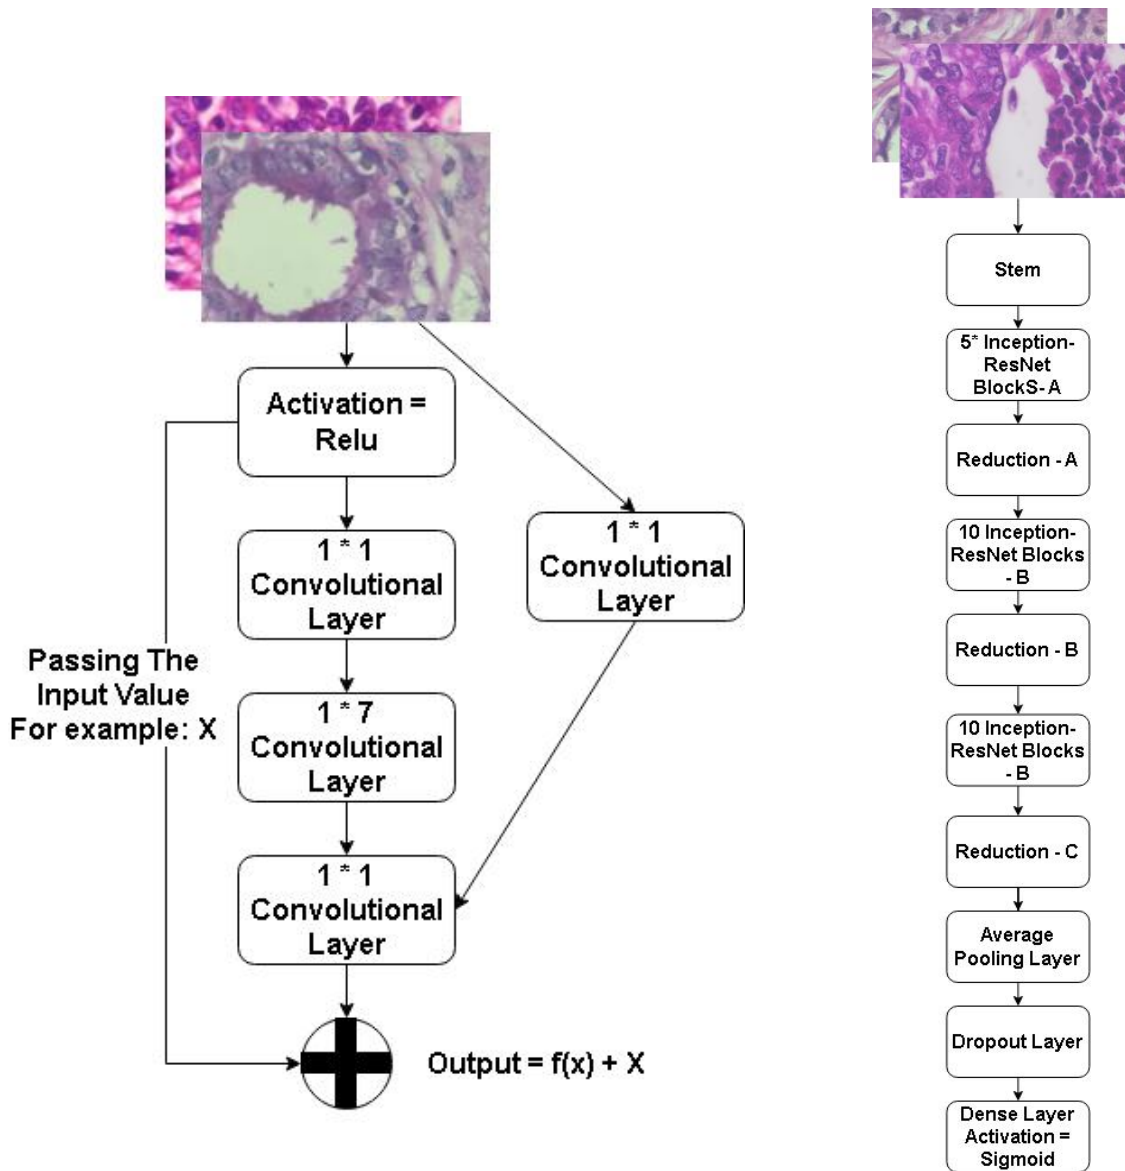 Activation =
Relu
1 * 1
Convolutional
Layer
1 * 1
Convolutional
Layer
Passing The
Input Value
For example: X
1 * 7
Convolutional
Layer
1 * 1
Convolutional
Layer
Output = f(x) + X
Stem
5* Inception-
ResNet
BlockS- A
Reduction - A
10 Inception-
ResNet Blocks
- B
Reduction - B
10 Inception-
ResNet Blocks
- B
Reduction - C
Average
Pooling Layer
Dropout Layer
Dense Layer
Activation =
Sigmoid